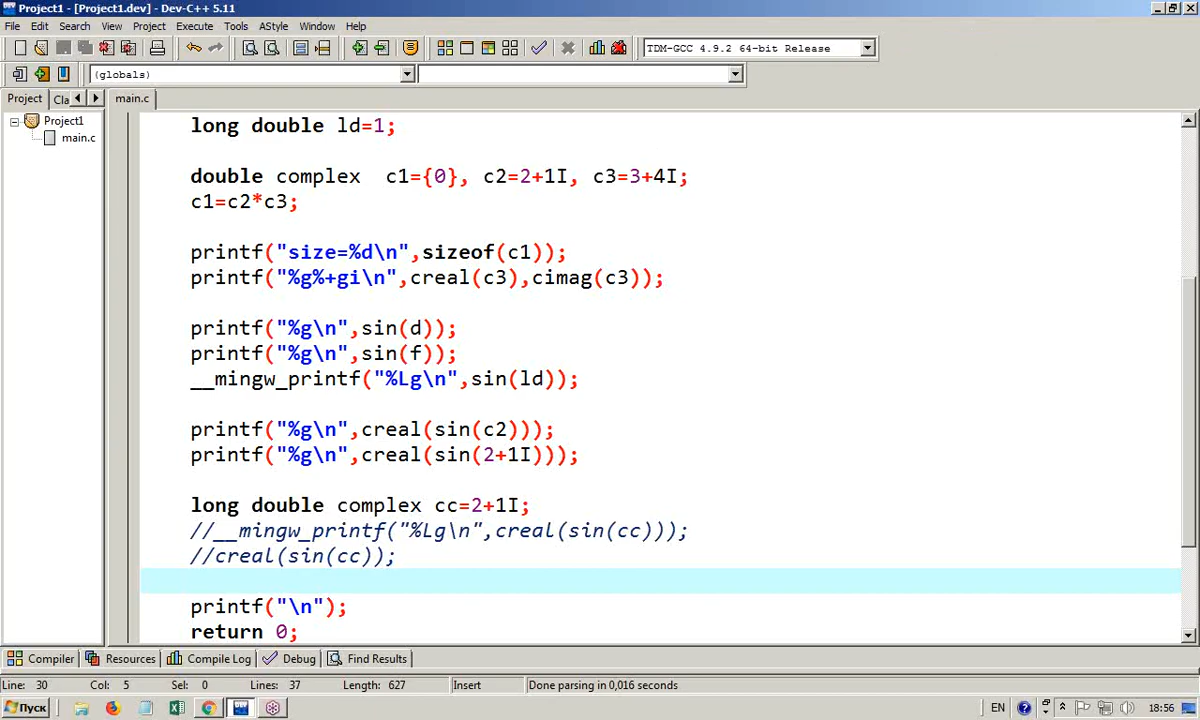 Project1 - [Project1.dev] - Dev-C++ 5.11
File Edit Search View Project Execute Tools AStyle Window Help
TDM-GCC 4.9.2 64-bit Release
(globals)
Project Cla main.c
Project1
main.c
long double ld=1;
double complex  c1={0}, c2=2+1I, c3=3+4I;
c1=c2*c3;
printf("size=%d\n",sizeof(c1));
printf("%g%+gi\n",creal(c3),cimag(c3));
printf("%g\n",sin(d));
printf("%g\n",sin(f));
__mingw_printf("%Lg\n",sin(ld));
printf("%g\n",creal(sin(c2)));
printf("%g\n",creal(sin(2+1I)));
long double complex cc=2+1I;
//__mingw_printf("%Lg\n",creal(sin(cc)));
//creal(sin(cc));
printf("\n");
return 0;
Compiler Resources Compile Log Debug Find Results
Line: 30 Col: 5 Sel: 0 Lines: 37 Length: 627 Insert Done parsing in 0,016 seconds
Пуск EN 18:56